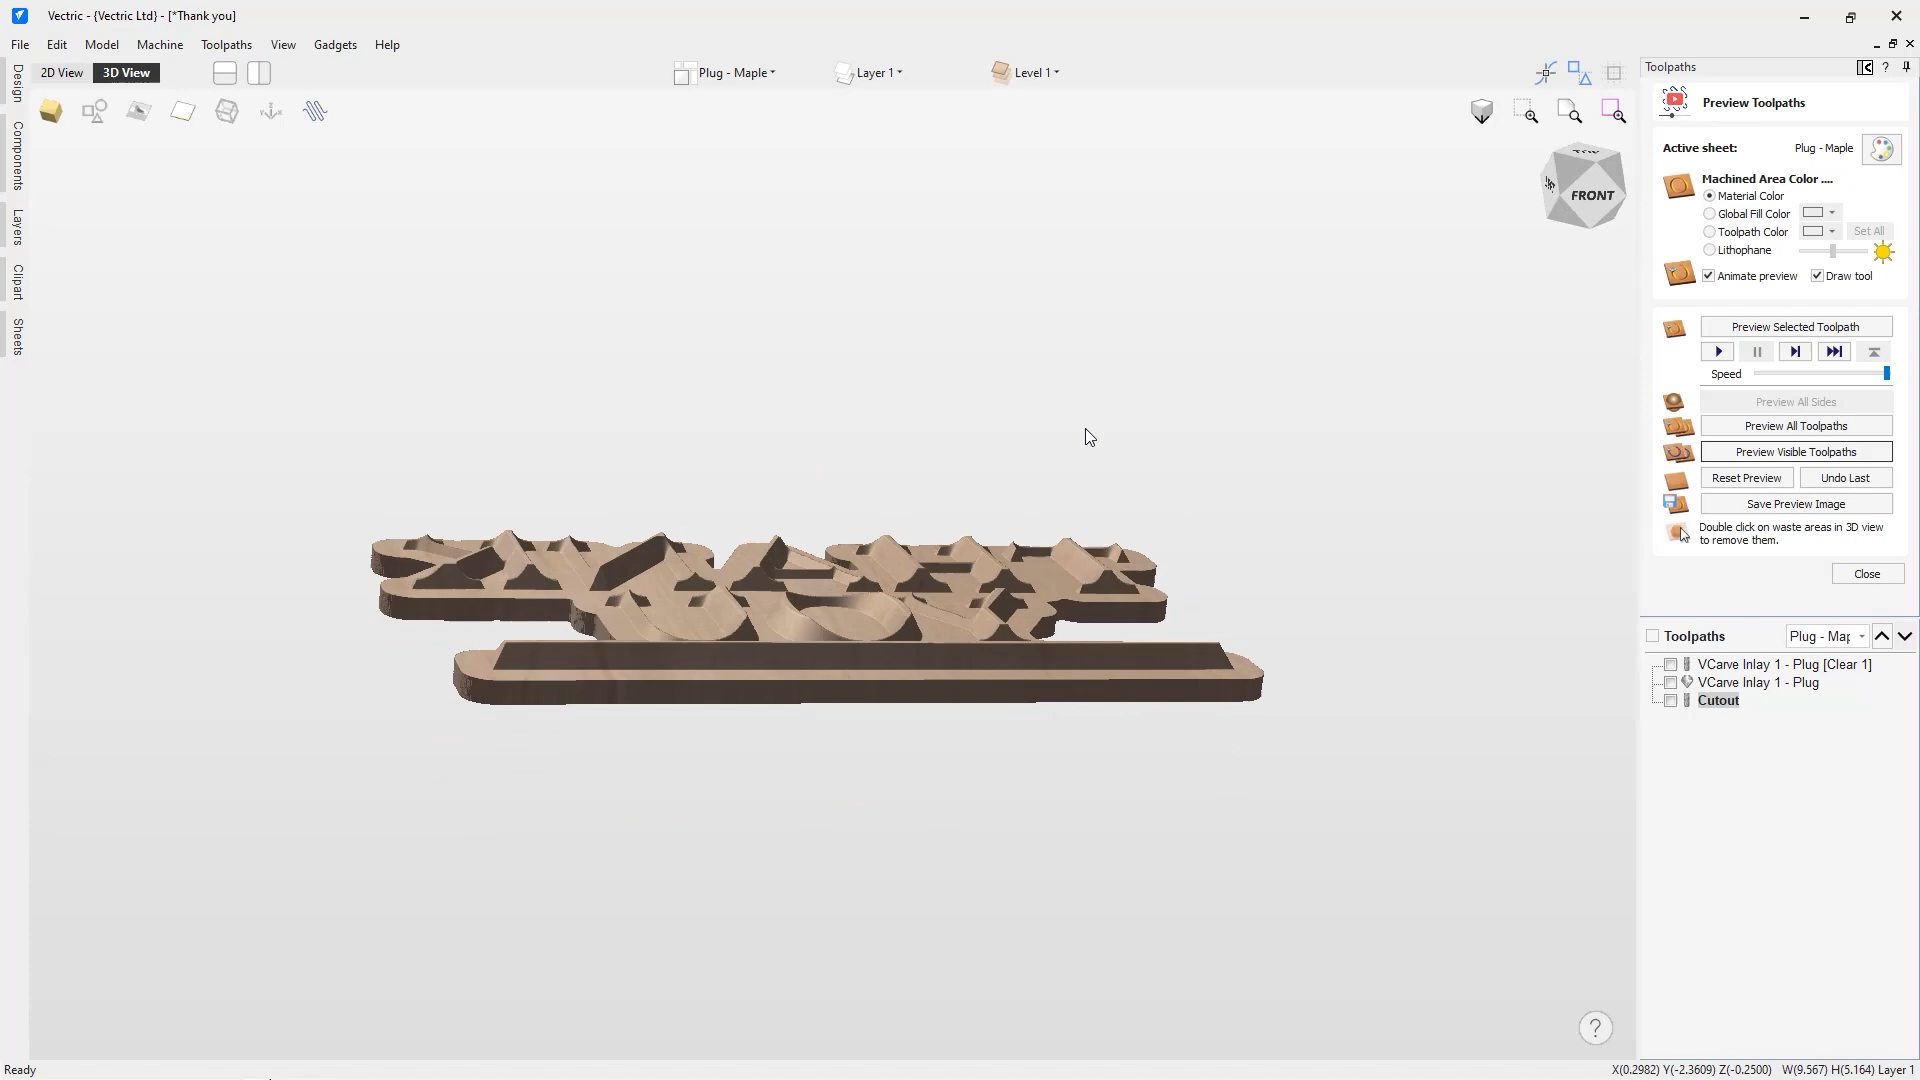 Vectric - {Vectric Ltd} - [*Thank you]
File Edit Model Machine Toolpaths View Gadgets Help
2D View 3D View
Plug - Maple
Layer 1
Level 1
Toolpaths
?
Design
Components
Layers
Clipart
Sheets
FRONT
Preview Toolpaths
Active sheet: Plug - Maple
Machined Area Color ....
Material Color
Global Fill Color
Toolpath Color Set All
Lithophane
Animate preview Draw tool
Preview Selected Toolpath
Speed
Preview All Sides
Preview All Toolpaths
Preview Visible Toolpaths
Reset Preview Undo Last
Save Preview Image
Double click on waste areas in 3D view
to remove them.
Close
Toolpaths Plug - Map
VCarve Inlay 1 - Plug [Clear 1]
VCarve Inlay 1 - Plug
Cutout
?
Ready
X(0.2982) Y(-2.3609) Z(-0.2500) W(9.567) H(5.164) Layer 1